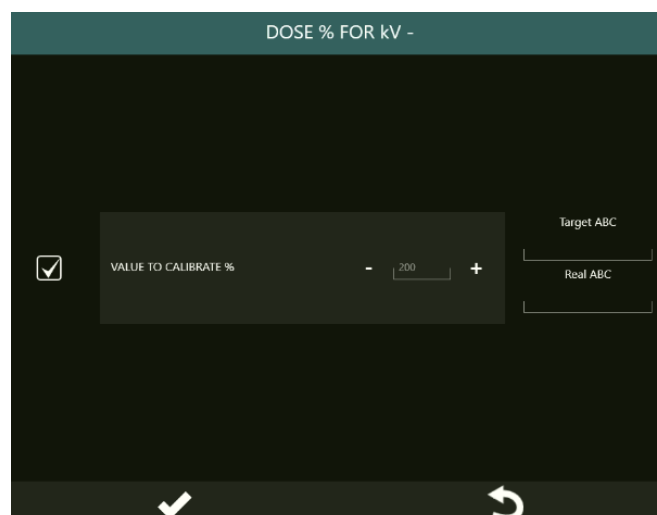 DOSE % FOR kV -
Target ABC
VALUE TO CALIBRATE % - 200 +
Real ABC